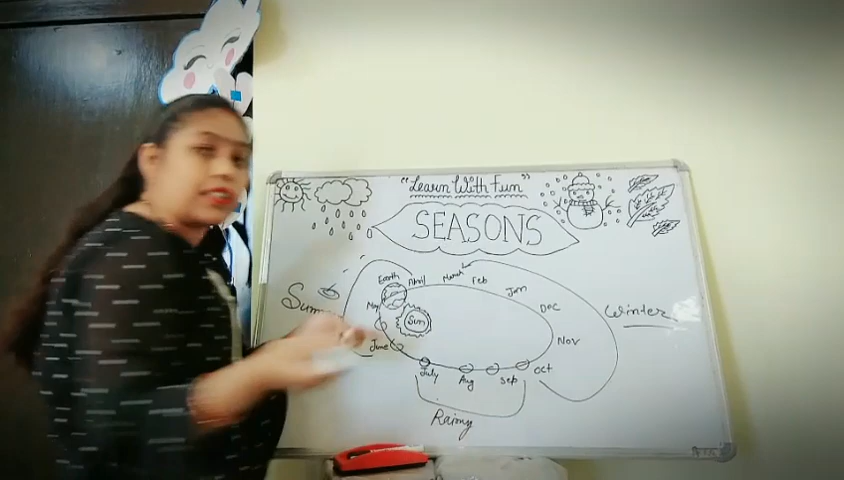 "Learn With Fun"
SEASONS
Earth
April
March
Feb
Jan
Dec
Nov
Oct
Sep
Aug
July
June
May
Sun
Winter
Rainy